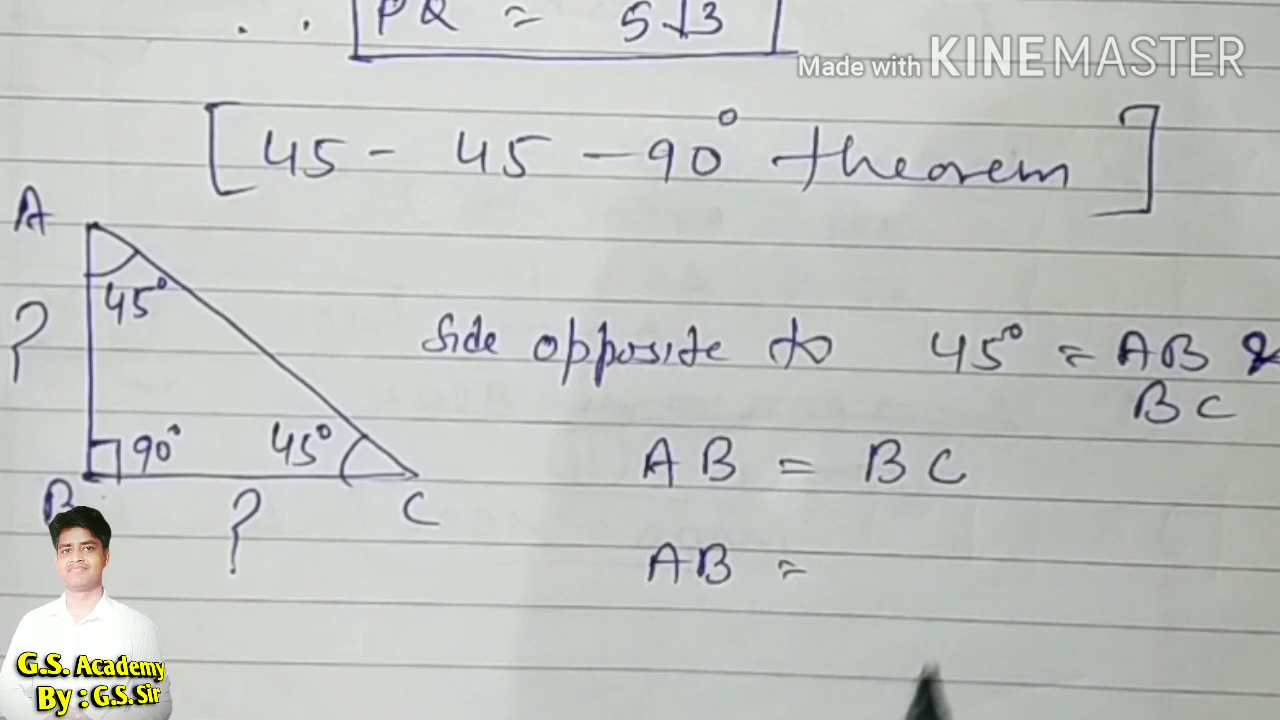 ∴ PQ = 5√3
Made with KINEMASTER
[45 - 45 - 90° theorem]
A
45°
?
90°
45°
B
C
?
Side opposite to 45° = AB &
BC
AB = BC
AB =
G.S. Academy
By : G.S. Sir